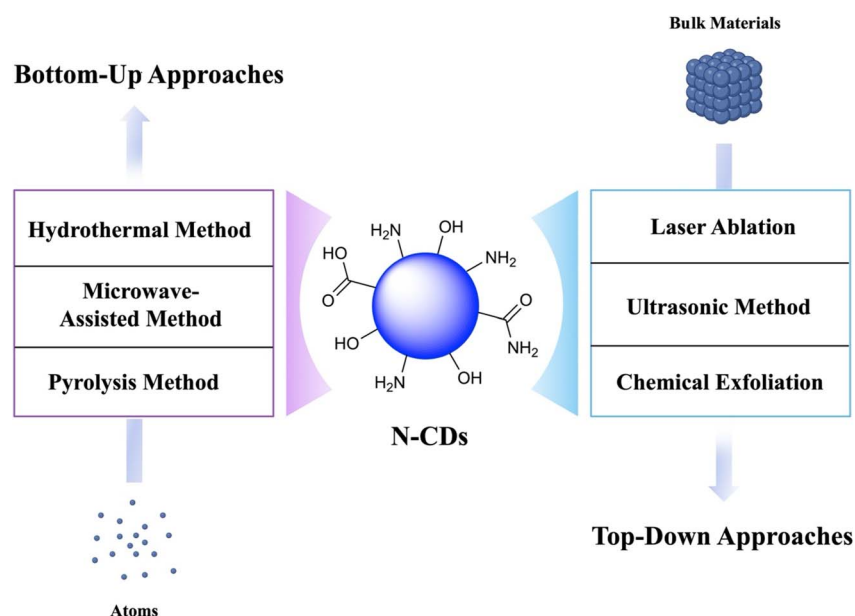 Bulk Materials
Bottom-Up Approaches
Hydrothermal Method
Microwave-
Assisted Method
Pyrolysis Method
Atoms
H₂N
OH
HO
NH₂
O
O
HO
NH₂
H₂N
OH
N-CDs
Laser Ablation
Ultrasonic Method
Chemical Exfoliation
Top-Down Approaches